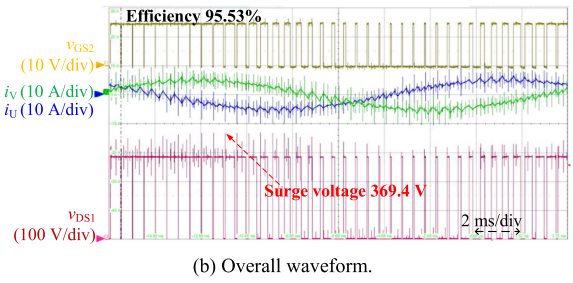 Efficiency 95.53%
vGS2
(10 V/div)
iV (10 A/div)
iU (10 A/div)
Surge voltage 369.4 V
vDS1
(100 V/div)
2 ms/div
(b) Overall waveform.